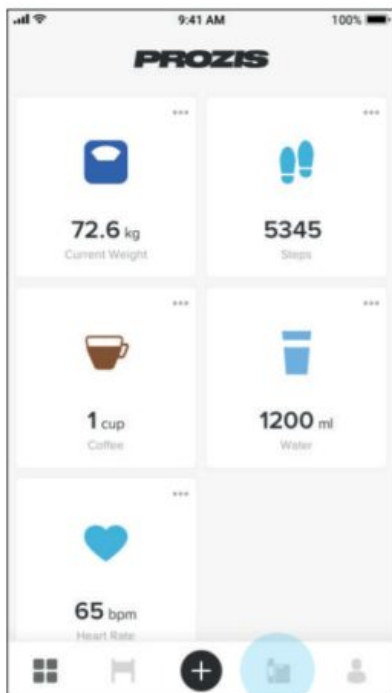 9:41 AM
100%
PROZIS
72.6 kg
Current Weight
5345
Steps
1 cup
Coffee
1200 ml
Water
65 bpm
Heart Rate